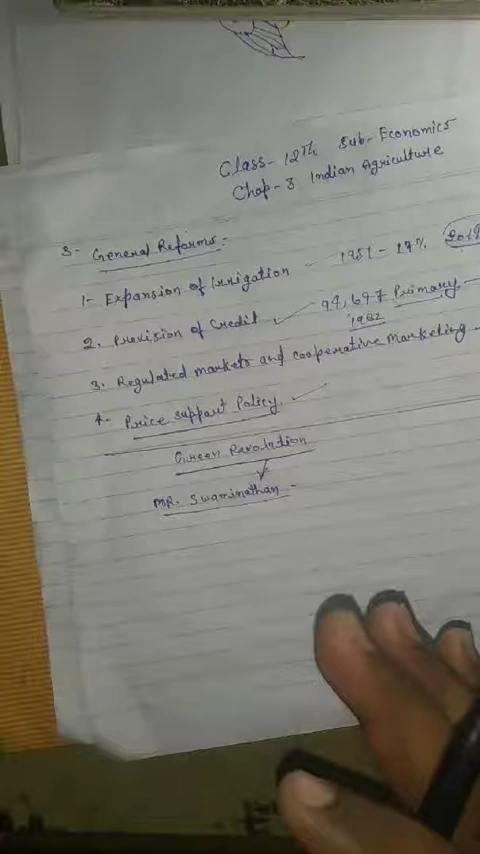 Class- 12Th Sub- Economics
Chap- 8 Indian Agriculture
3- General Reforms:-
1- Expansion of Irrigation - 1951 - 17%
2. Provision of Credit 94,697 Primary.
1982
3. Regulated markets and cooperative marketing
4- Price support Policy.
Green Revolution
MR. Swaminathan -